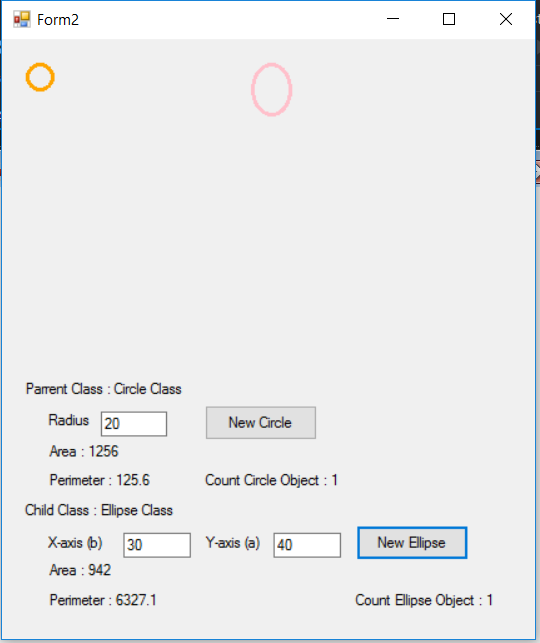 Form2
Parrent Class : Circle Class
Radius 20 New Circle
Area : 1256
Perimeter : 125.6 Count Circle Object : 1
Child Class : Ellipse Class
X-axis (b) 30 Y-axis (a) 40 New Ellipse
Area : 942
Perimeter : 6327.1 Count Ellipse Object : 1